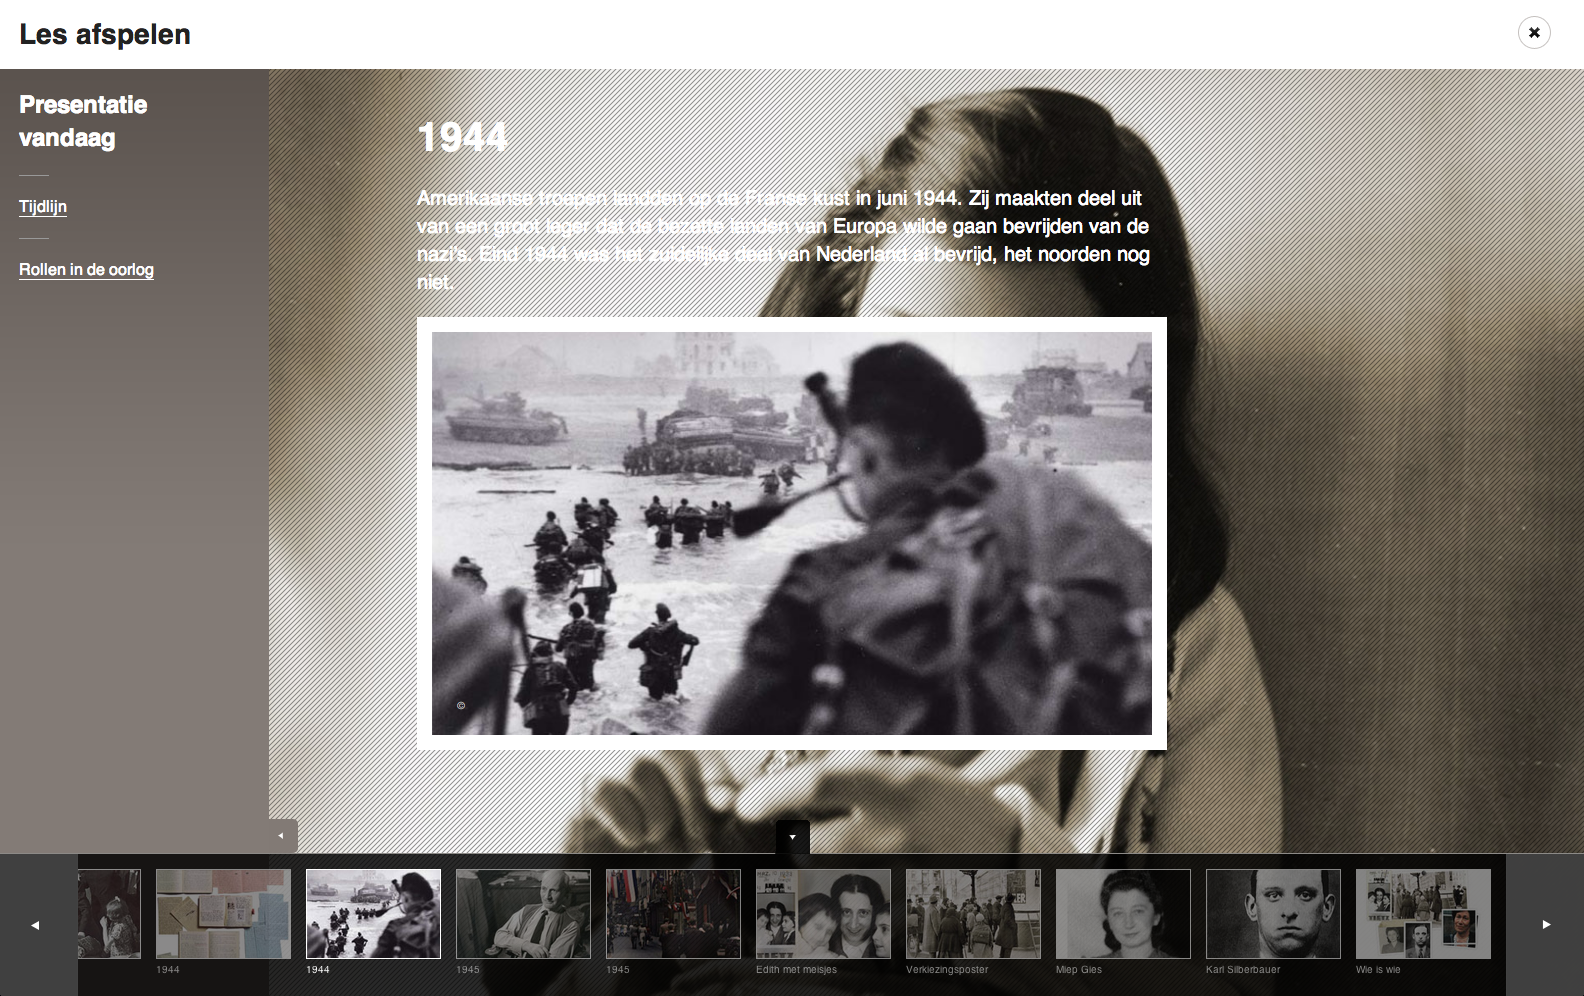 Les afspelen
Presentatie
vandaag
Tijdlijn
Rollen in de oorlog
1944
Amerikaanse troepen landden op de Franse kust in juni 1944. Zij maakten deel uit
van een groot leger dat de bezette landen van Europa wilde gaan bevrijden van de
nazi's. Eind 1944 was het zuidelijke deel van Nederland al bevrijd, het noorden nog
niet.
©
1944
1944
1945
1945
Edith met meisjes
Verkiezingsposter
Miep Gies
Karl Silberbauer
Wie is wie